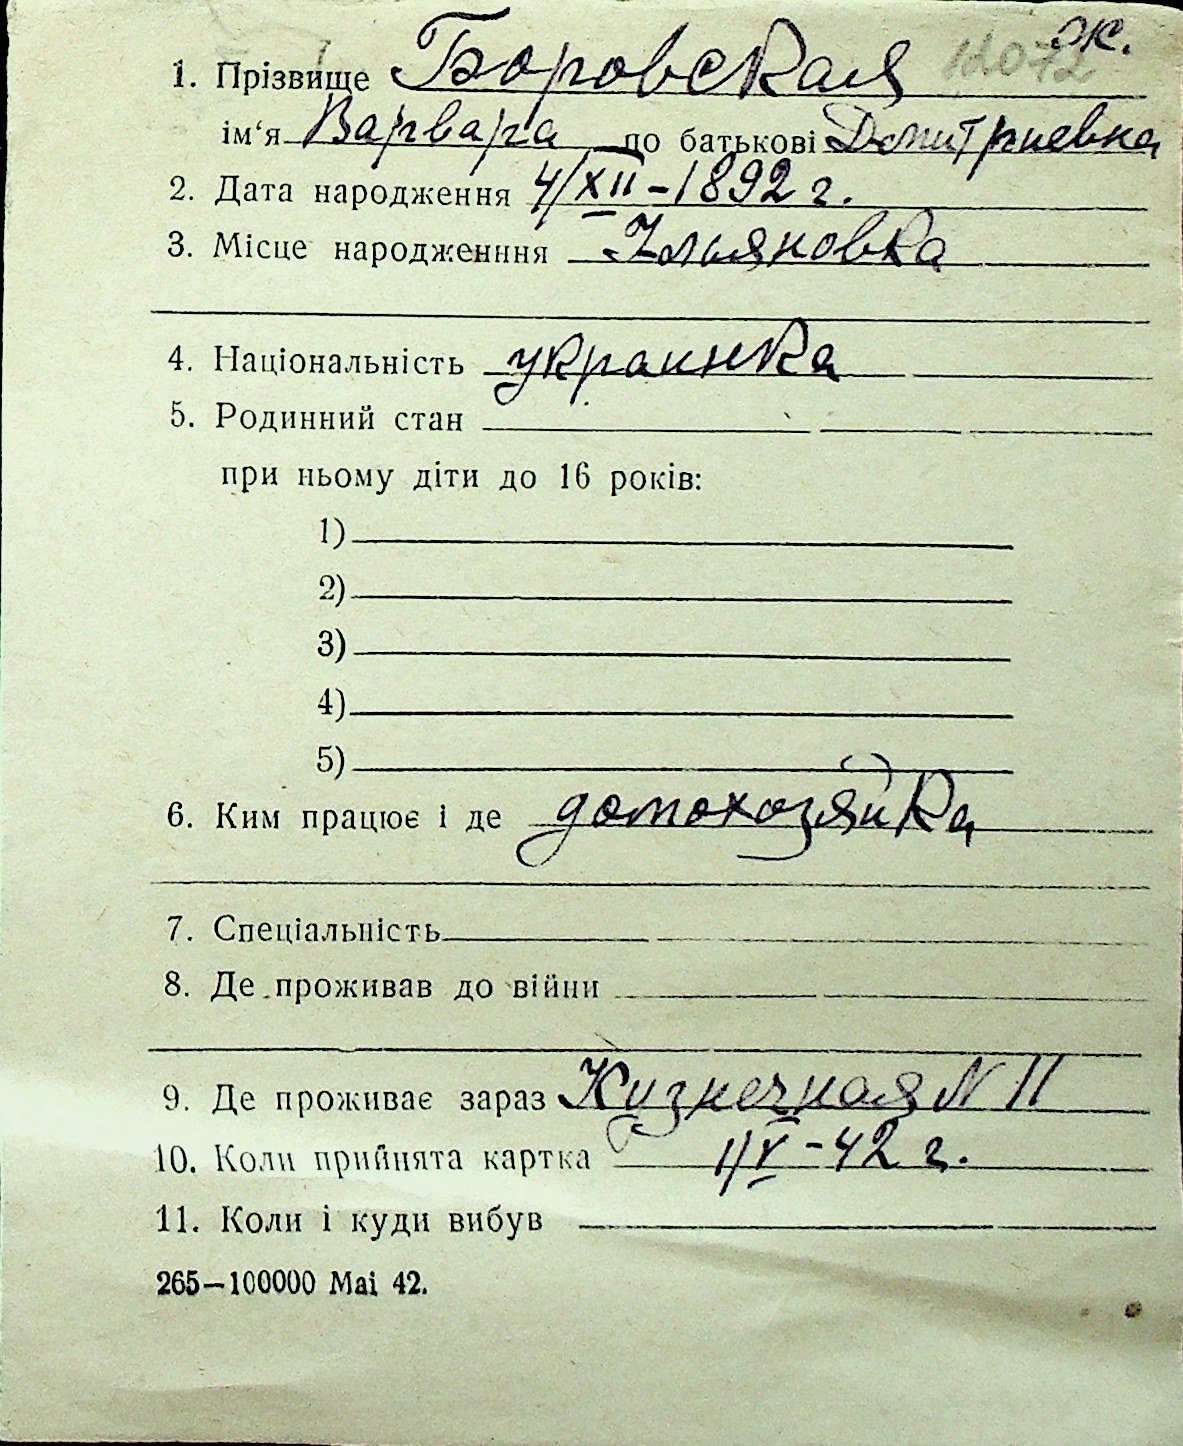 ж.
1. Прізвище Боровская 12072
ім‘я Варвара по батькові Дмитриевна
2. Дата народження 4/XII-1892 г.
3. Місце народженння Ульяновка
4. Національність украинка
5. Родинний стан
при ньому діти до 16 років:
1)
2)
3)
4)
5)
6. Ким працює і де домохозяйка
7. Спеціальність
8. Де проживав до війни
9. Де проживає зараз Кузнечная N 11
10. Коли прийнята картка 1/V-42 г.
11. Коли і куди вибув
265—100000 Mai 42.